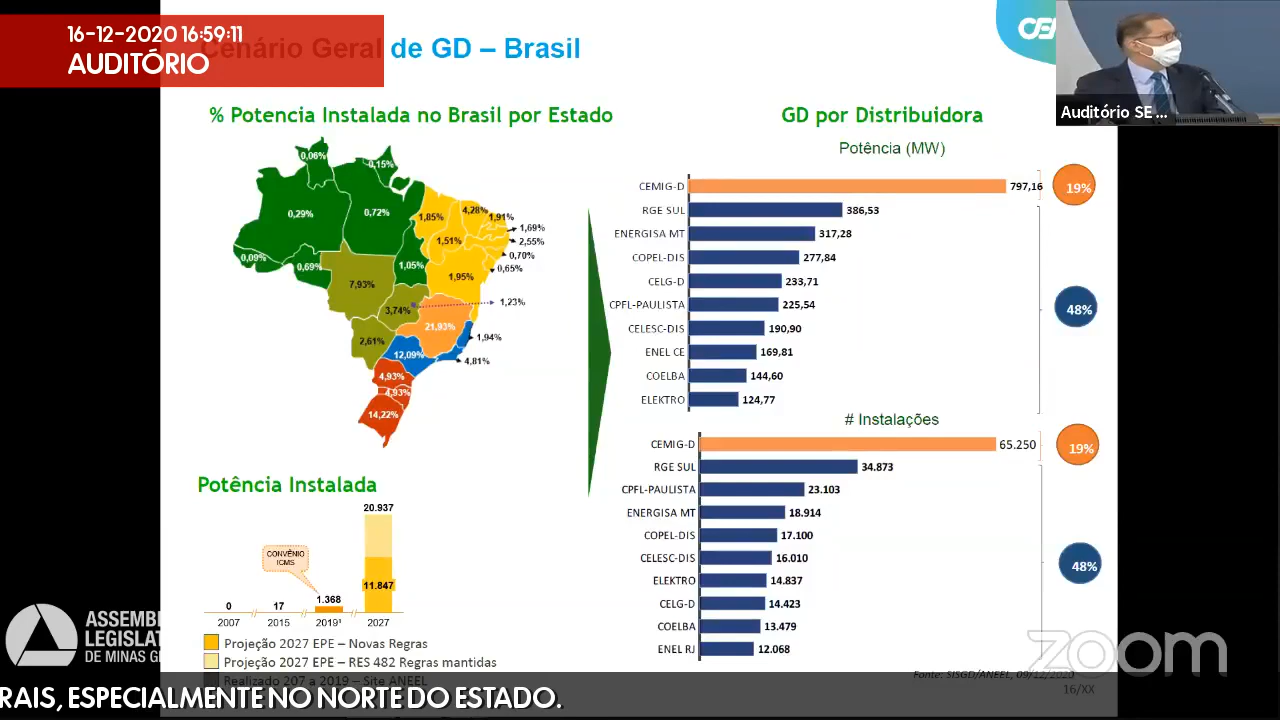 16-12-2020 16:59:11
AUDITÓRIO
Cenário Geral de GD – Brasil
Auditório SE ...
% Potencia Instalada no Brasil por Estado
0,06%
0,15%
0,29%
0,72%
1,85%
4,28%
1,91%
1,69%
2,55%
0,70%
0,65%
1,51%
0,09%
0,69%
1,05%
1,95%
7,93%
3,74%
1,23%
21,93%
2,61%
1,94%
12,09%
4,81%
4,93%
4,93%
14,22%
GD por Distribuidora
Potência (MW)
CEMIG-D 797,16 19%
RGE SUL 386,53
ENERGISA MT 317,28
COPEL-DIS 277,84
CELG-D 233,71
CPFL-PAULISTA 225,54
48%
CELESC-DIS 190,90
ENEL CE 169,81
COELBA 144,60
ELEKTRO 124,77
# Instalações
CEMIG-D 65.250 19%
RGE SUL 34.873
CPFL-PAULISTA 23.103
ENERGISA MT 18.914
COPEL-DIS 17.100
CELESC-DIS 16.010
48%
ELEKTRO 14.837
CELG-D 14.423
COELBA 13.479
ENEL RJ 12.068
Potência Instalada
20.937
CONVÊNIO
ICMS
11.847
0 17 1.368
2007 2015 2019¹ 2027
Projeção 2027 EPE – Novas Regras
Projeção 2027 EPE – RES 482 Regras mantidas
Realizado 207 a 2019 – Site ANEEL
Fonte: SISGD/ANEEL, 09/12/2020
16/XX
ASSEMB
LEGISLAT
DE MINAS G
zoom
RAIS, ESPECIALMENTE NO NORTE DO ESTADO.